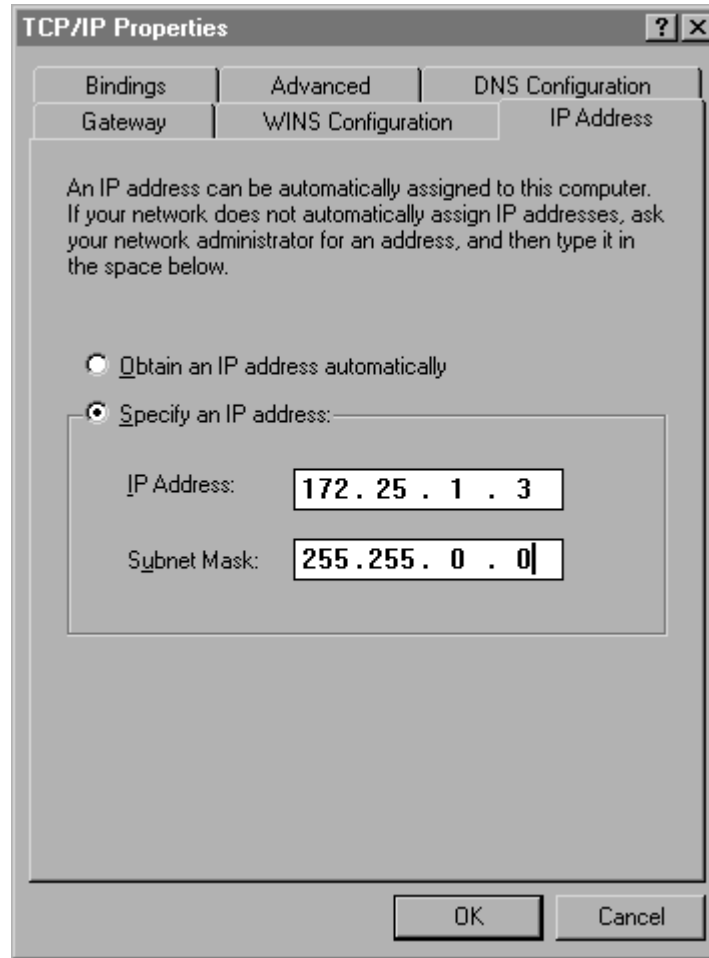 TCP/IP Properties
? X
Bindings Advanced DNS Configuration
Gateway WINS Configuration IP Address
An IP address can be automatically assigned to this computer.
If your network does not automatically assign IP addresses, ask
your network administrator for an address, and then type it in
the space below.
Obtain an IP address automatically
Specify an IP address:
IP Address: 172. 25 . 1 . 3
Subnet Mask: 255.255. 0 . 0
OK Cancel